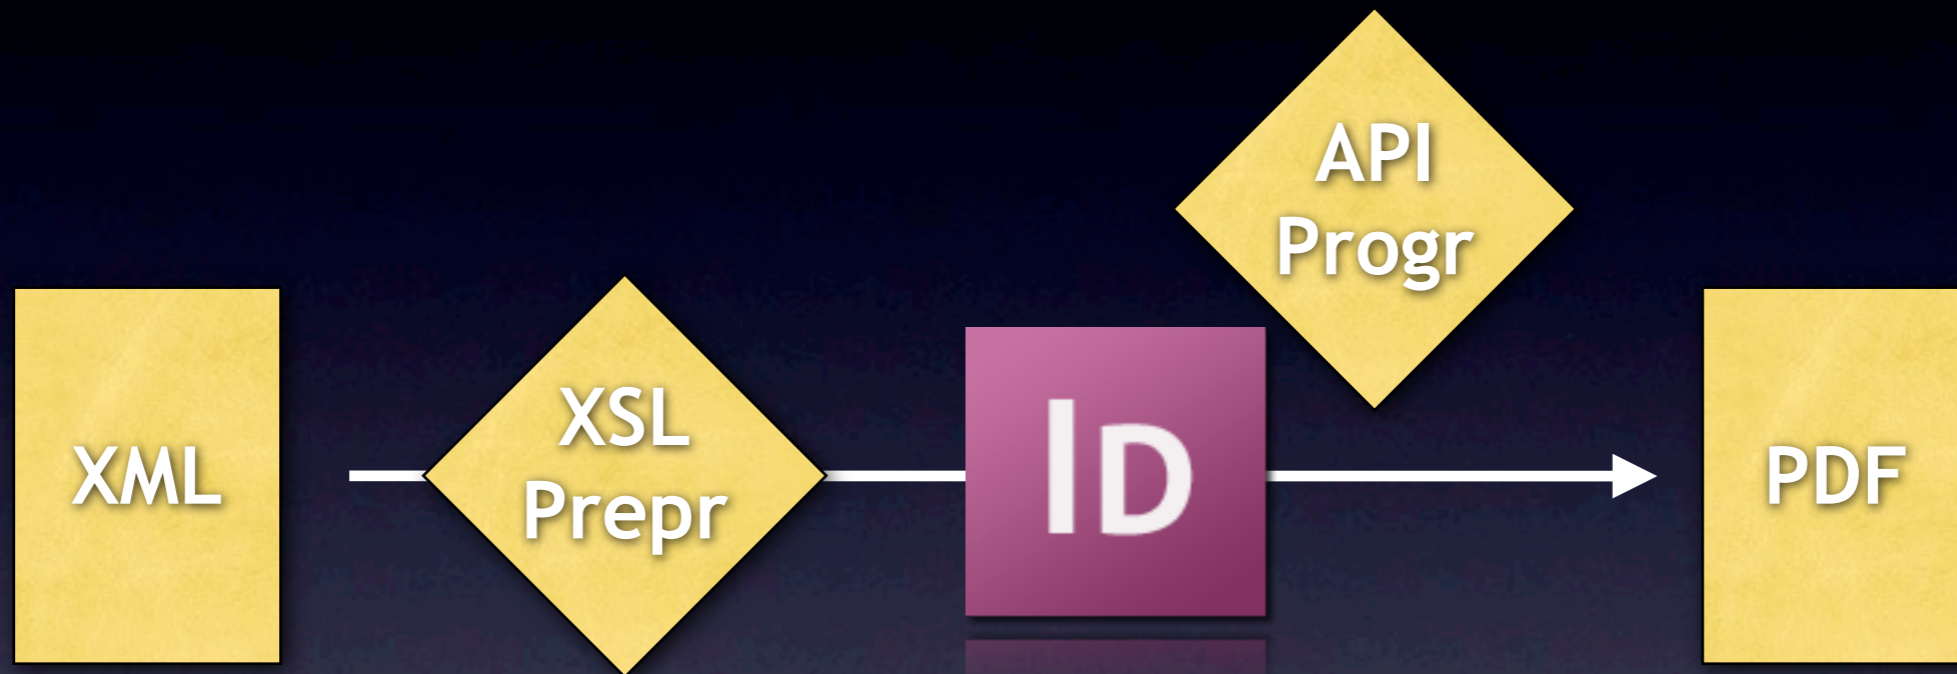 XML
XSL
Prepr
ID
API
Progr
PDF